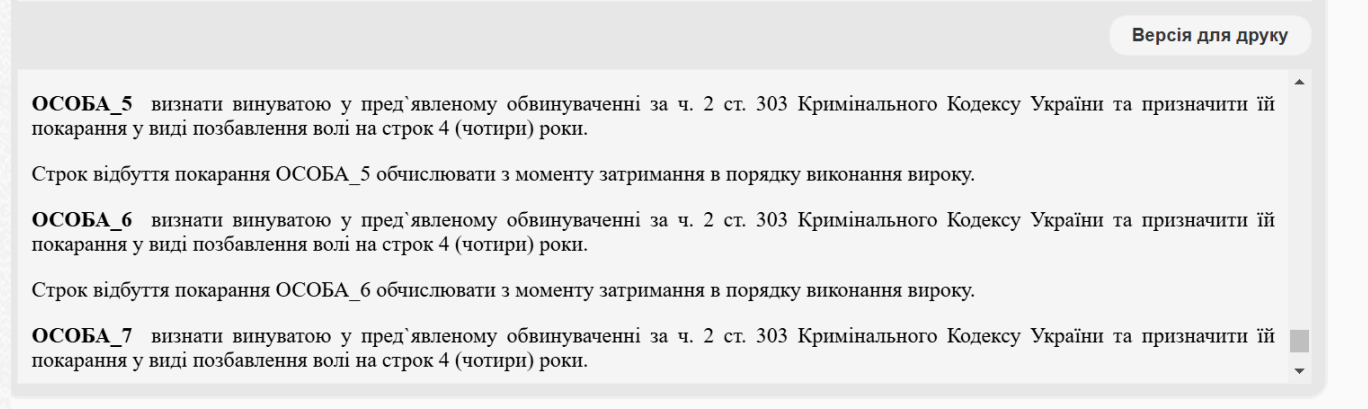 Версія для друку
ОСОБА_5 визнати винуватою у пред`явленому обвинуваченні за ч. 2 ст. 303 Кримінального Кодексу України та призначити їй
покарання у виді позбавлення волі на строк 4 (чотири) роки.
Строк відбуття покарання ОСОБА_5 обчислювати з моменту затримання в порядку виконання вироку.
ОСОБА_6 визнати винуватою у пред`явленому обвинуваченні за ч. 2 ст. 303 Кримінального Кодексу України та призначити їй
покарання у виді позбавлення волі на строк 4 (чотири) роки.
Строк відбуття покарання ОСОБА_6 обчислювати з моменту затримання в порядку виконання вироку.
ОСОБА_7 визнати винуватою у пред`явленому обвинуваченні за ч. 2 ст. 303 Кримінального Кодексу України та призначити їй
покарання у виді позбавлення волі на строк 4 (чотири) роки.